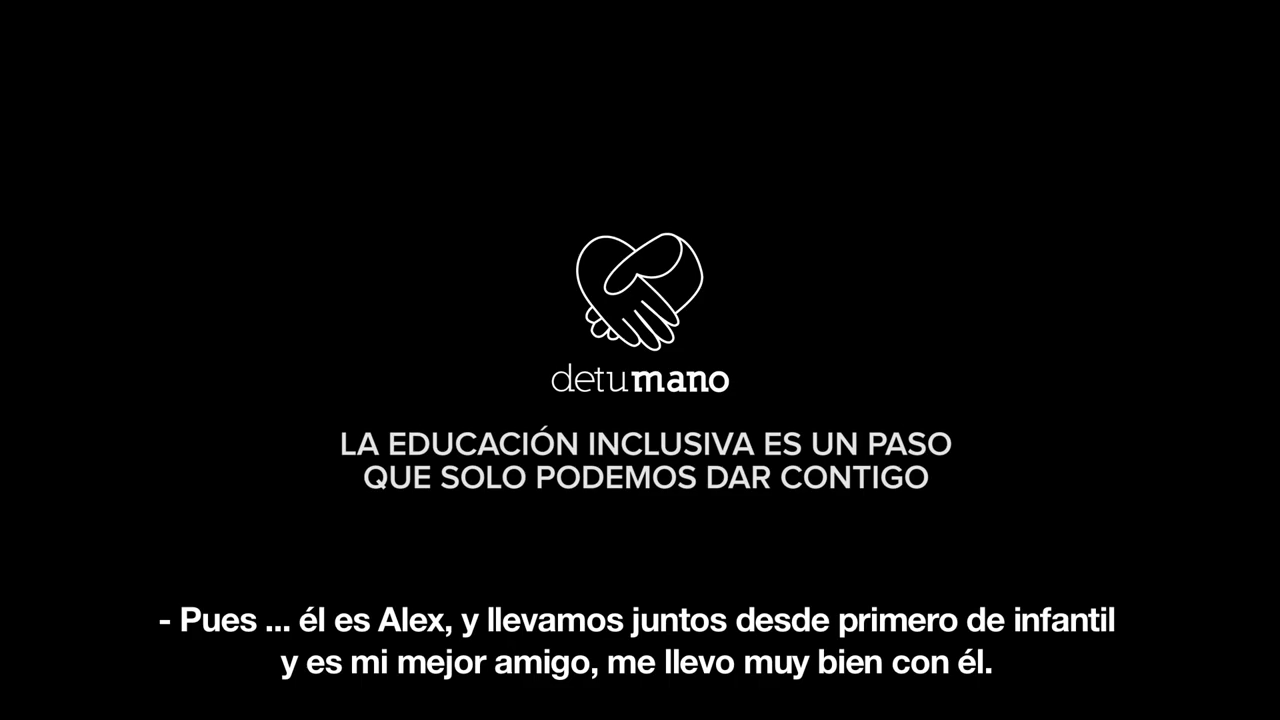 detumano
LA EDUCACIÓN INCLUSIVA ES UN PASO
QUE SOLO PODEMOS DAR CONTIGO
- Pues ... él es Alex, y llevamos juntos desde primero de infantil
y es mi mejor amigo, me llevo muy bien con él.